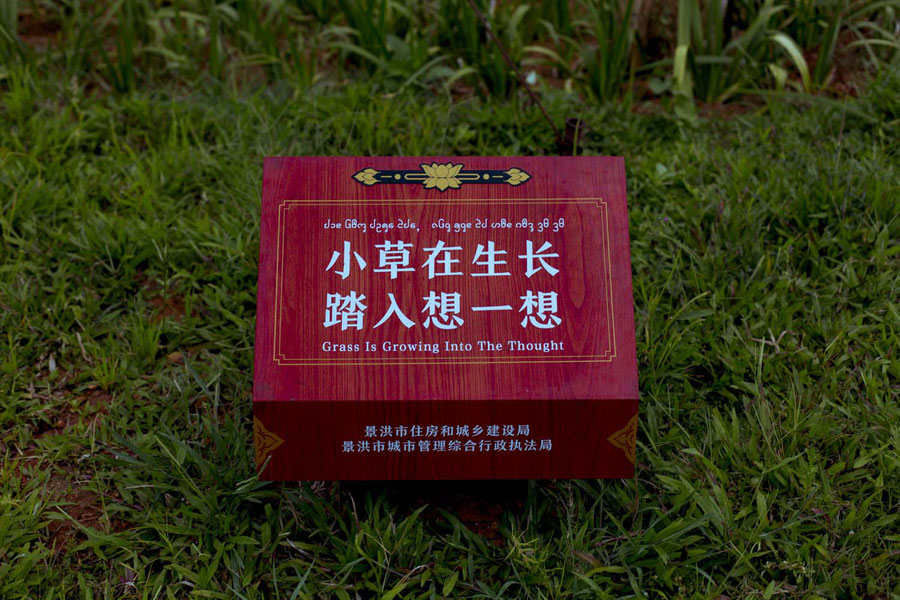 小草在生长
踏入想一想
Grass Is Growing Into The Thought
景洪市住房和城乡建设局
景洪市城市管理综合行政执法局